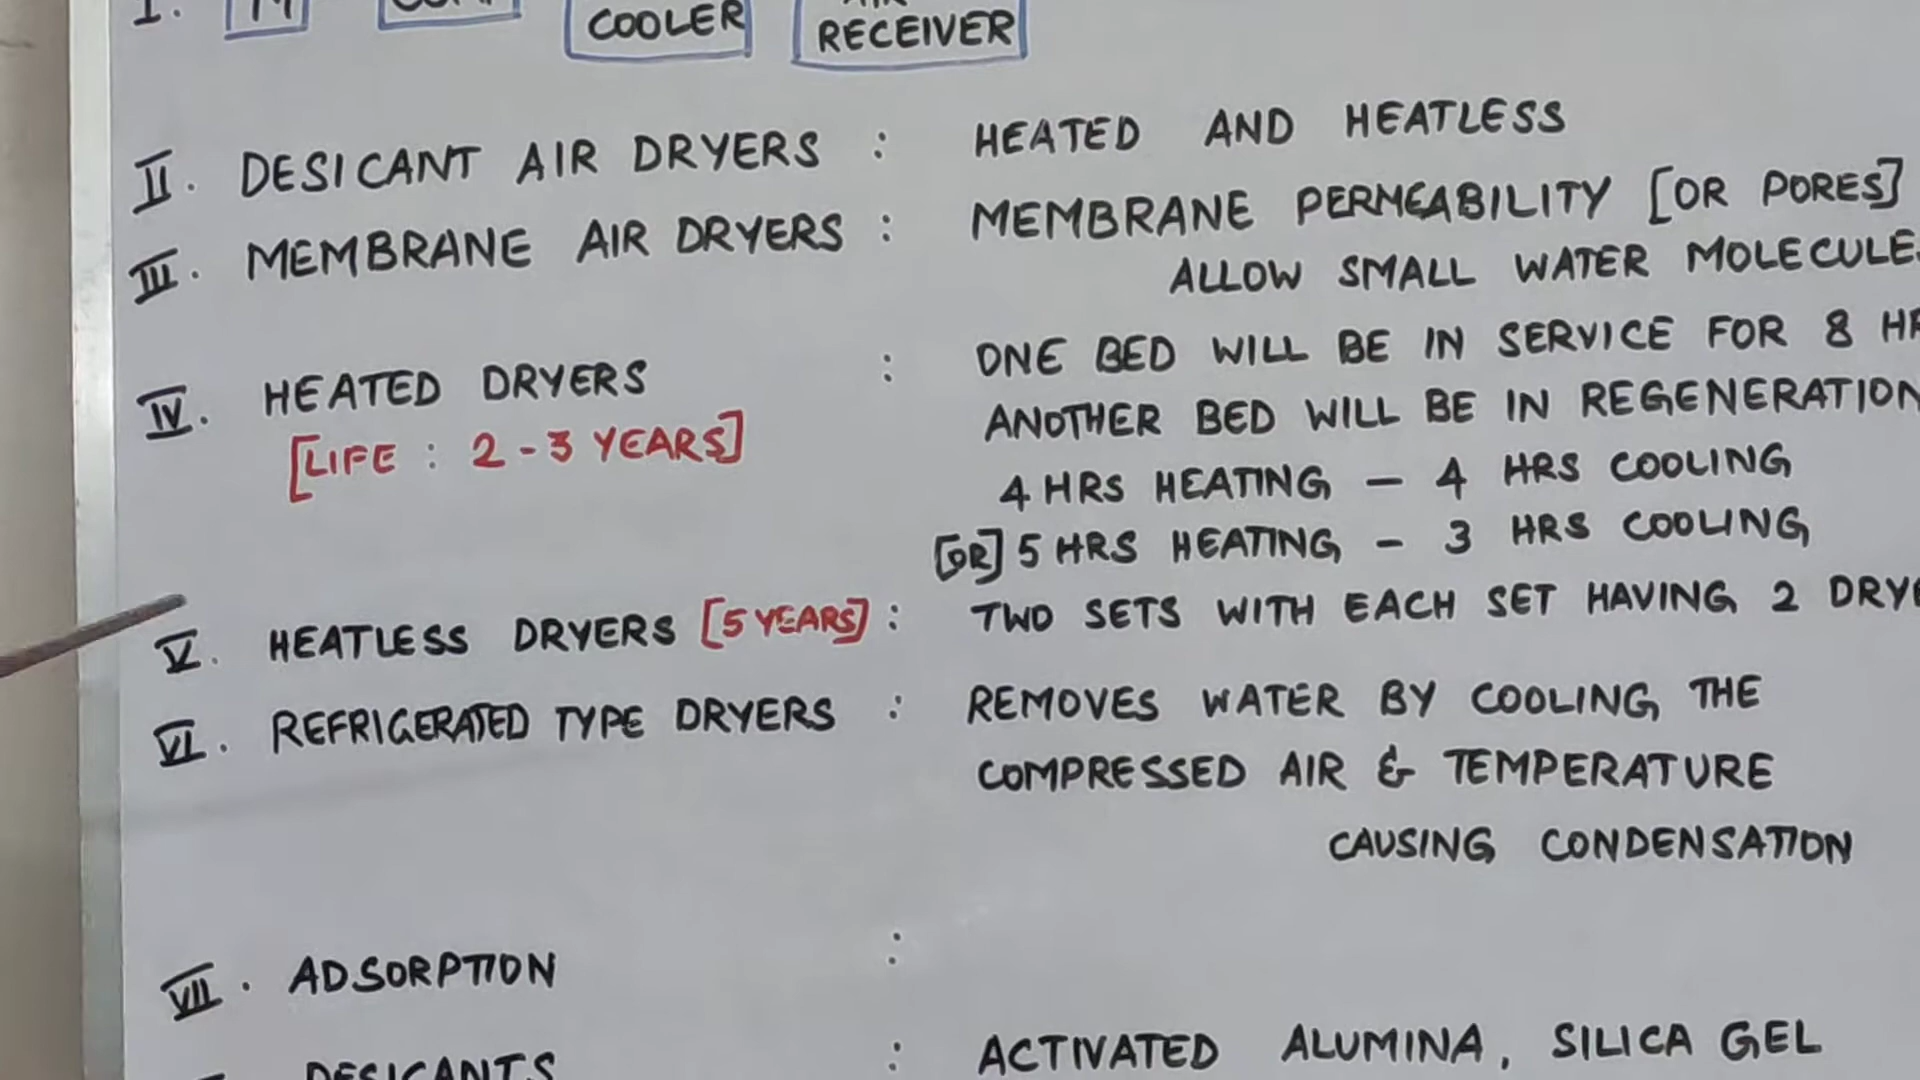 I. M
COOLER
RECEIVER
II. DESICANT AIR DRYERS : HEATED AND HEATLESS
III. MEMBRANE AIR DRYERS : MEMBRANE PERMEABILITY [OR PORES]
ALLOW SMALL WATER
IV. HEATED DRYERS : ONE BED WILL BE IN SERVICE FOR 8
[LIFE : 2 - 3 YEARS] ANOTHER BED WILL BE IN REGENERATION
4 HRS HEATING - 4 HRS COOLING
[OR] 5 HRS HEATING - 3 HRS COOLING
V. HEATLESS DRYERS [5 YEARS] : TWO SETS WITH EACH SET HAVING 2
VI. REFRIGERATED TYPE DRYERS : REMOVES WATER BY COOLING THE
COMPRESSED AIR & TEMPERATURE
CAUSING CONDENSATION
VII. ADSORPTION :
DESICANTS : ACTIVATED ALUMINA, SILICA GEL